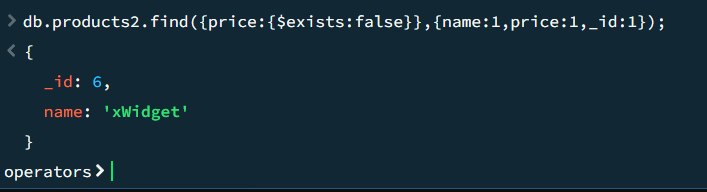 > db.products2.find({price:{$exists:false}},{name:1,price:1,_id:1});
< {
_id: 6,
name: 'xWidget'
}
operators>